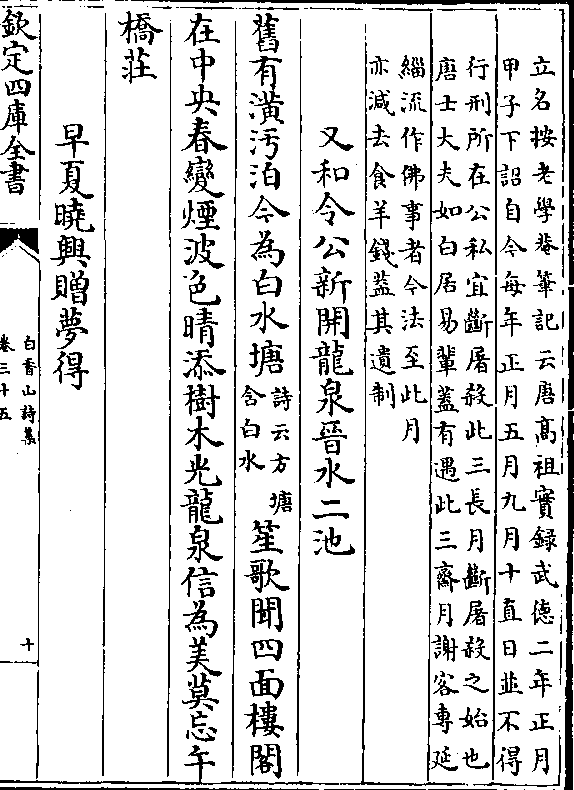 立名按老學菴筆記云唐高祖實録武德二年正月
甲子下詔自今每年正月五月九月十直日並不得
行刑所在公私宜斷屠殺此三長月斷屠殺之始也
唐士大夫如白居易輩蓋有遇此三齋月謝客專延
緇流作佛事者今法至此月
亦減去食羊錢蓋其遺制
又和令公新開龍泉晉水二池
舊有潢汚泊今為白水塘詩云方塘含白水笙歌聞四面樓閣
在中央春變煙波色晴添樹木光龍泉信為美莫忘午
橋莊
早夏曉興贈夢得
欽定四庫全書
白香山詩集
卷三十五
十